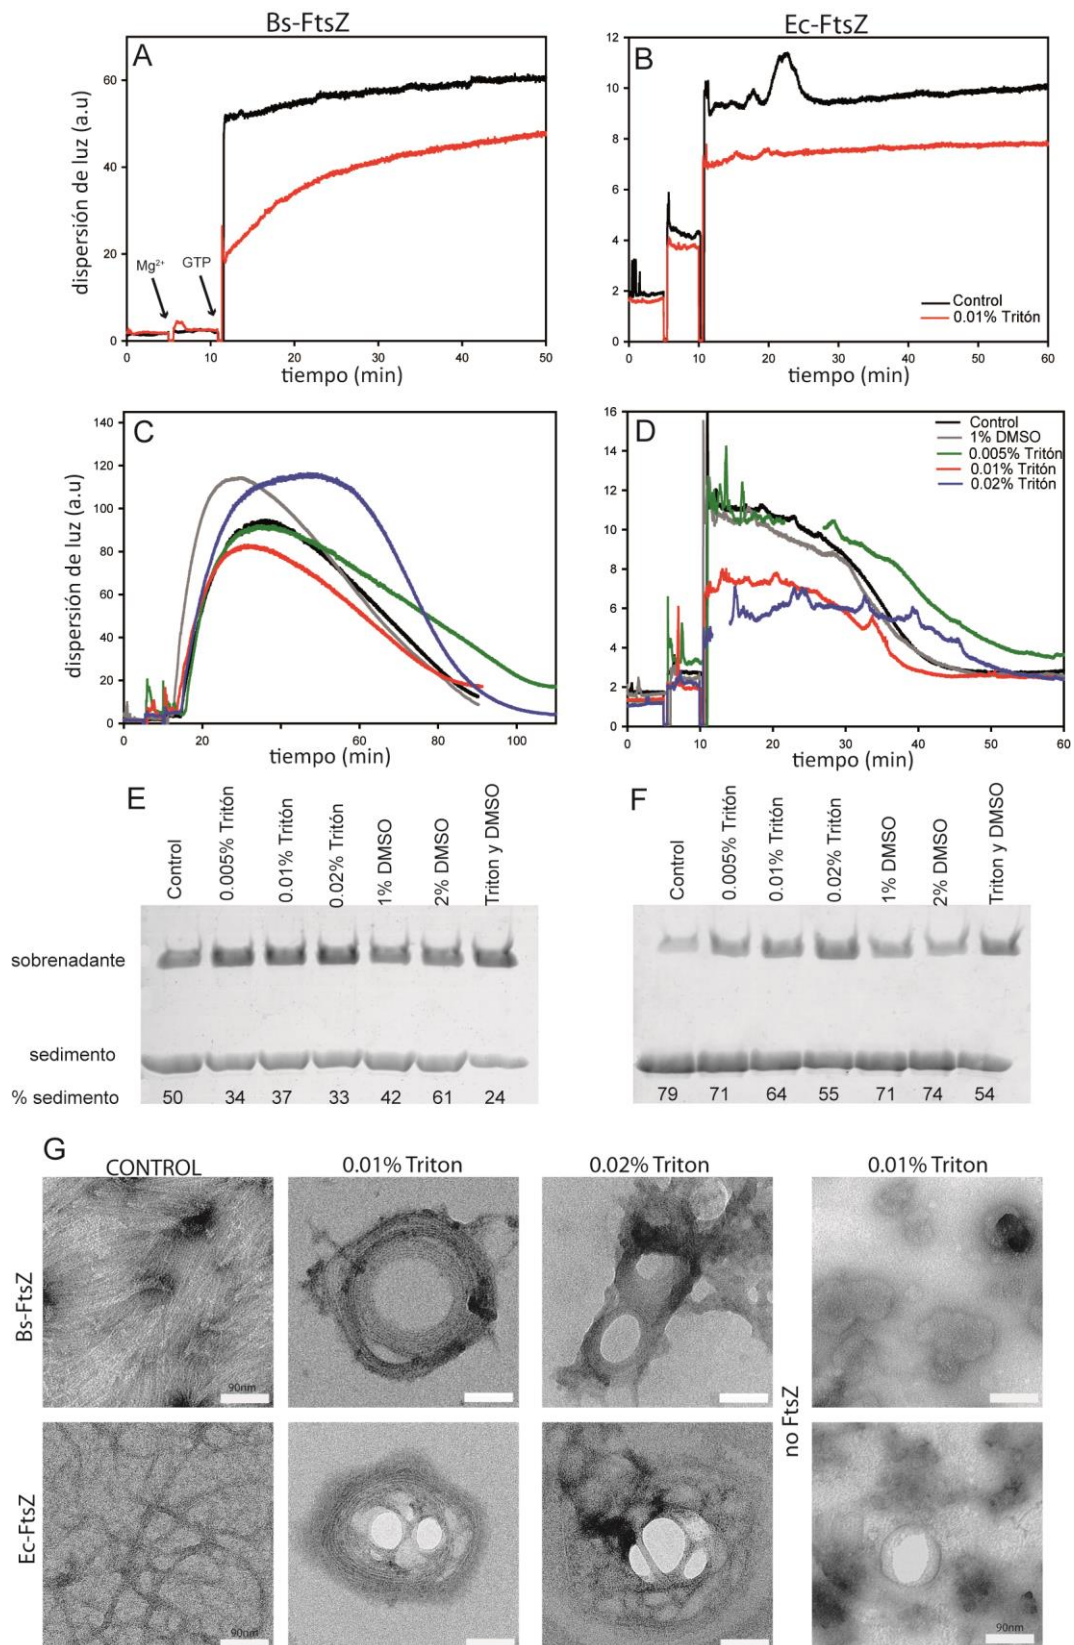 Bs-FtsZ
Ec-FtsZ
A
dispersión de luz (a.u)
60
40
20
0
Mg2+
GTP
0 10 20 30 40 50
tiempo (min)
B
12
10
8
6
4
2
0
Control
0.01% Tritón
0 10 20 30 40 50 60
tiempo (min)
C
dispersión de luz (a.u)
140
120
100
80
60
40
20
0
0 20 40 60 80 100
tiempo (min)
D
16
14
12
10
8
6
4
2
0
Control
1% DMSO
0.005% Tritón
0.01% Tritón
0.02% Tritón
0 10 20 30 40 50 60
tiempo (min)
E
Control
0.005% Tritón
0.01% Tritón
0.02% Tritón
1% DMSO
2% DMSO
Triton y DMSO
sobrenadante
sedimento
% sedimento
50 34 37 33 42 61 24
F
Control
0.005% Tritón
0.01% Tritón
0.02% Tritón
1% DMSO
2% DMSO
Triton y DMSO
79 71 64 55 71 74 54
G
CONTROL
0.01% Triton
0.02% Triton
0.01% Triton
Bs-FtsZ
90nm
no FtsZ
Ec-FtsZ
90nm
90nm